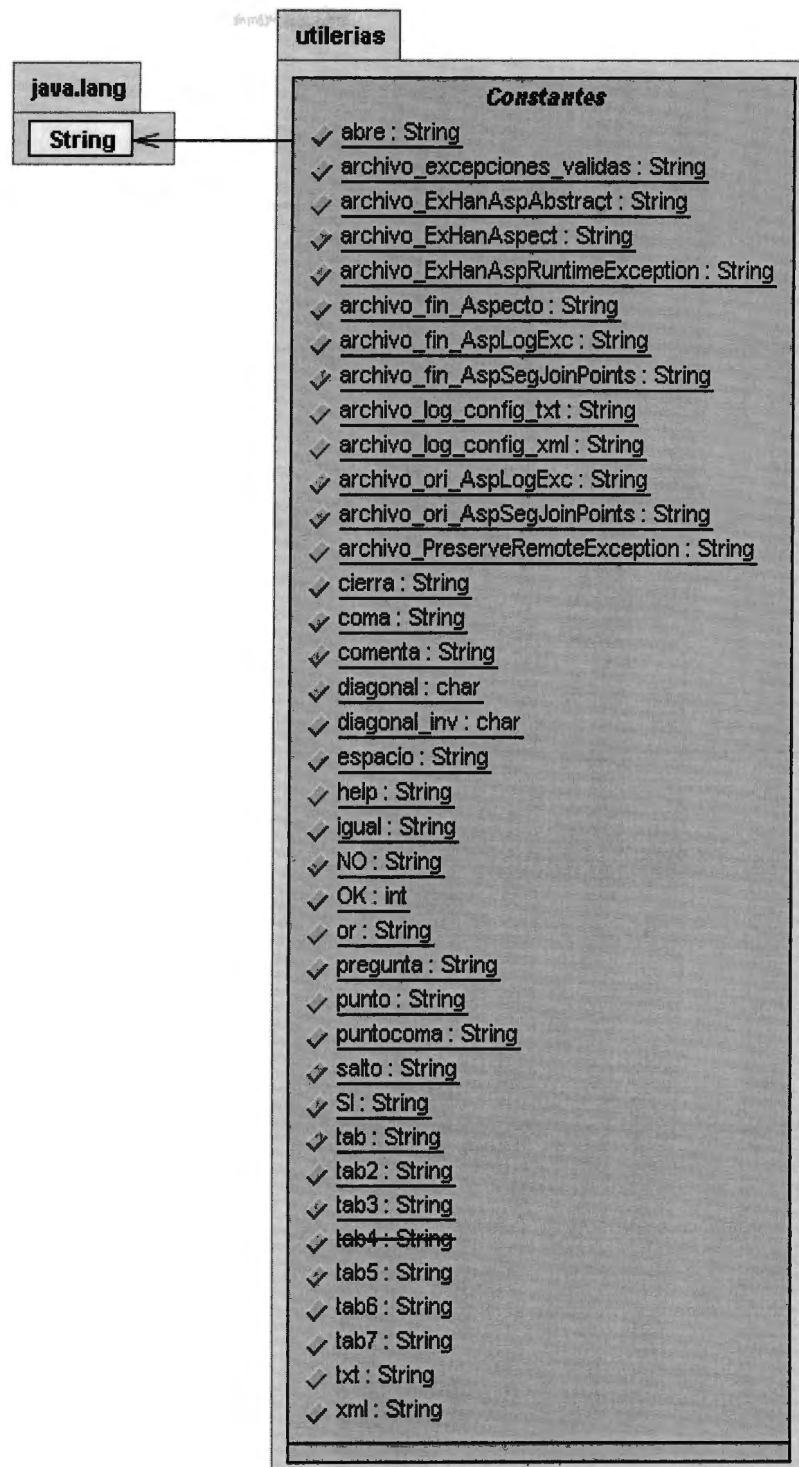 utilerias
java.lang
String
Constantes
abre : String
archivo_excepciones_validas : String
archivo_ExHanAspAbstract : String
archivo_ExHanAspect : String
archivo_ExHanAspRuntimeException : String
archivo_fin_Aspecto : String
archivo_fin_AspLogExc : String
archivo_fin_AspSegJoinPoints : String
archivo_log_config_txt : String
archivo_log_config_xml : String
archivo_ori_AspLogExc : String
archivo_ori_AspSegJoinPoints : String
archivo_PreserveRemoteException : String
cierra : String
coma : String
comenta : String
diagonal : char
diagonal_inv : char
espacio : String
help : String
igual : String
NO : String
OK : int
or : String
pregunta : String
punto : String
puntocoma : String
salto : String
SI : String
tab : String
tab2 : String
tab3 : String
tab4 : String
tab5 : String
tab6 : String
tab7 : String
txt : String
xml : String